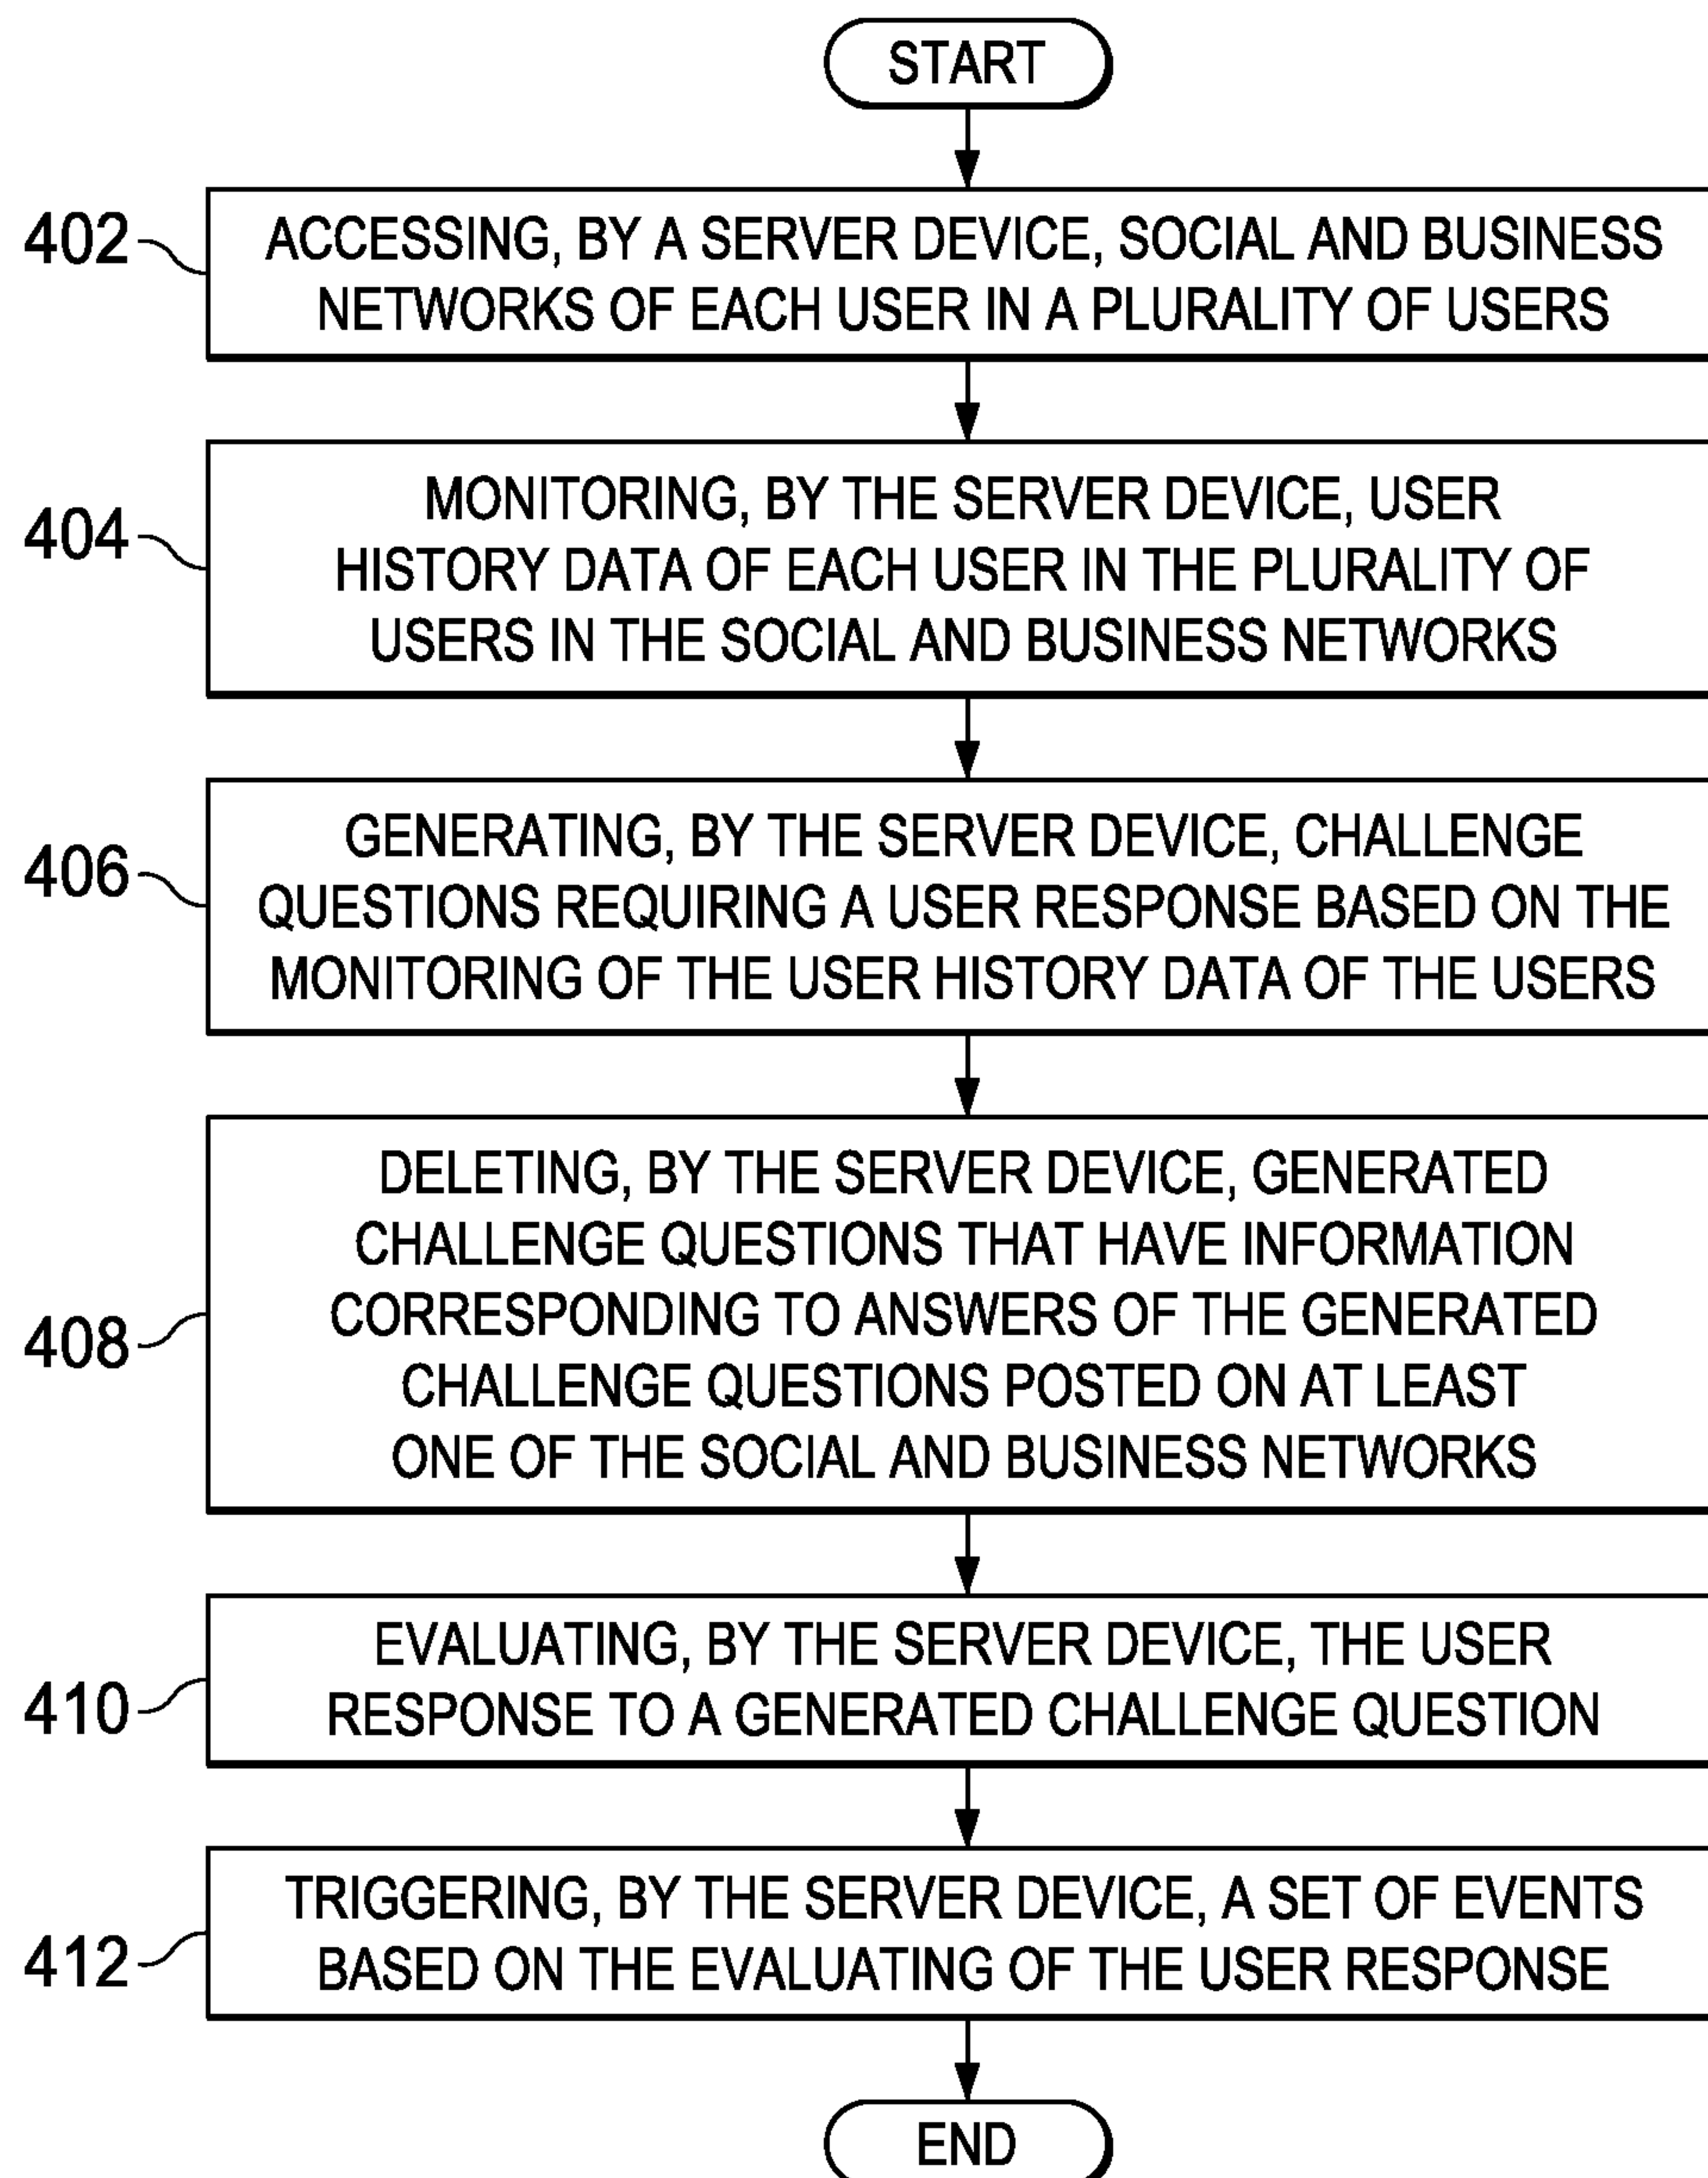 START
402
ACCESSING, BY A SERVER DEVICE, SOCIAL AND BUSINESS
NETWORKS OF EACH USER IN A PLURALITY OF USERS
404
MONITORING, BY THE SERVER DEVICE, USER
HISTORY DATA OF EACH USER IN THE PLURALITY OF
USERS IN THE SOCIAL AND BUSINESS NETWORKS
406
GENERATING, BY THE SERVER DEVICE, CHALLENGE
QUESTIONS REQUIRING A USER RESPONSE BASED ON THE
MONITORING OF THE USER HISTORY DATA OF THE USERS
408
DELETING, BY THE SERVER DEVICE, GENERATED
CHALLENGE QUESTIONS THAT HAVE INFORMATION
CORRESPONDING TO ANSWERS OF THE GENERATED
CHALLENGE QUESTIONS POSTED ON AT LEAST
ONE OF THE SOCIAL AND BUSINESS NETWORKS
410
EVALUATING, BY THE SERVER DEVICE, THE USER
RESPONSE TO A GENERATED CHALLENGE QUESTION
412
TRIGGERING, BY THE SERVER DEVICE, A SET OF EVENTS
BASED ON THE EVALUATING OF THE USER RESPONSE
END